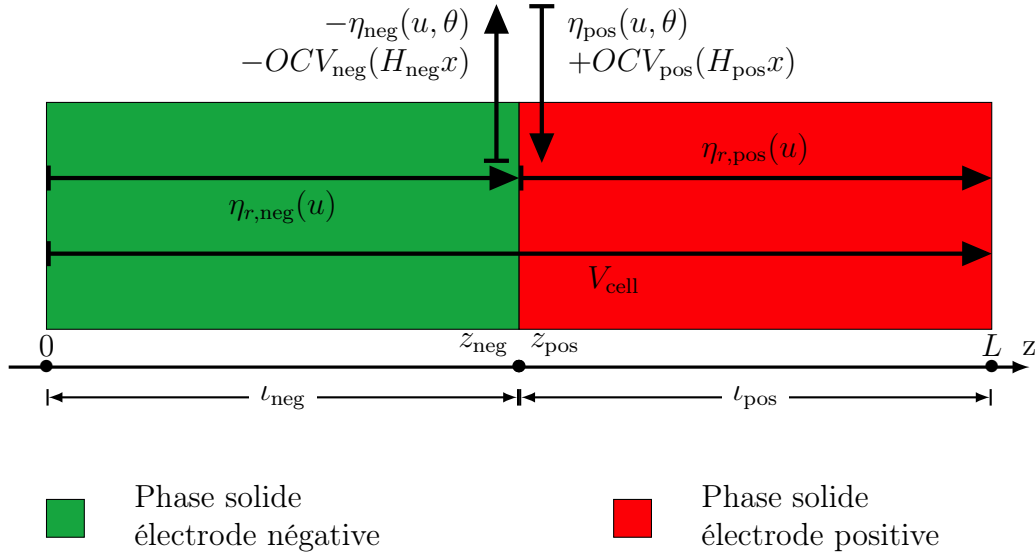 −η_neg(u, θ)
−OCV_neg(H_neg x)
η_pos(u, θ)
+OCV_pos(H_pos x)
η_r,pos(u)
η_r,neg(u)
V_cell
0
z_neg
z_pos
L
z
ι_neg
ι_pos
Phase solide
électrode négative
Phase solide
électrode positive